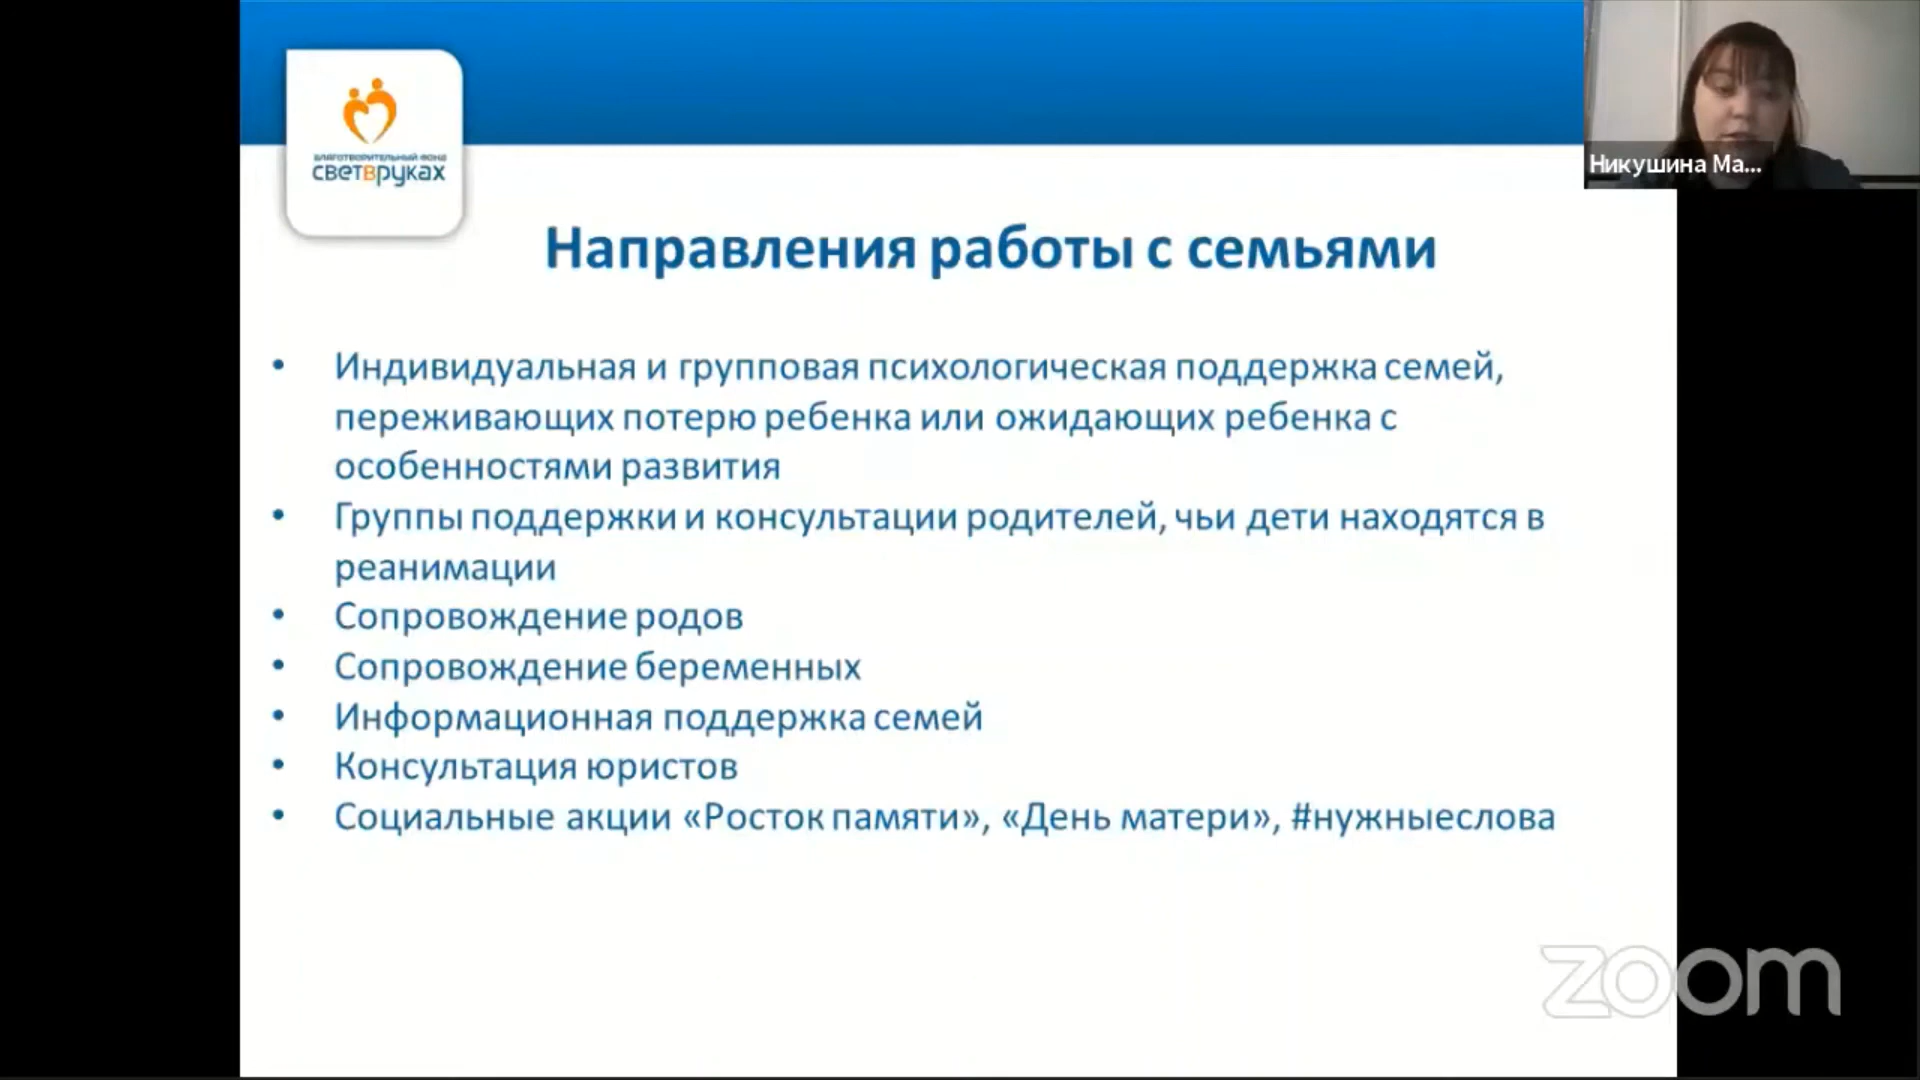 БЛАГОТВОРИТЕЛЬНЫЙ ФОНД
светвруках
Никушина Ма...
Направления работы с семьями
• Индивидуальная и групповая психологическая поддержка семей,
переживающих потерю ребенка или ожидающих ребенка с
особенностями развития
• Группы поддержки и консультации родителей, чьи дети находятся в
реанимации
• Сопровождение родов
• Сопровождение беременных
• Информационная поддержка семей
• Консультация юристов
• Социальные акции «Росток памяти», «День матери», #нужныеслова
zoom